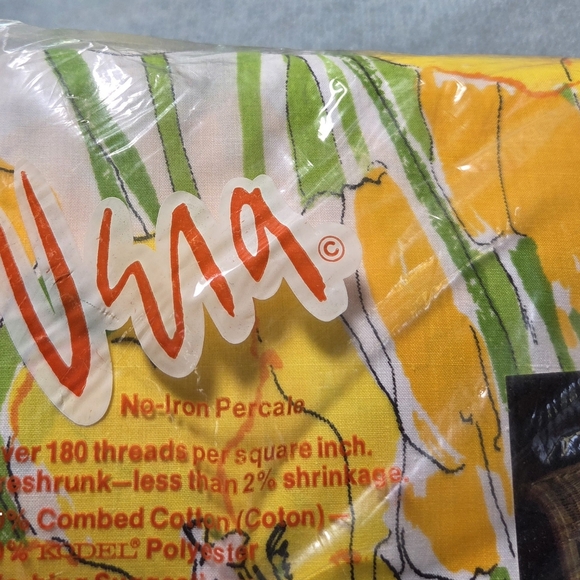 Vera ©
No-Iron Percale
ver 180 threads per square inch.
reshrunk—less than 2% shrinkage.
% Combed Cotton (Coton)
% KODEL® Polyester